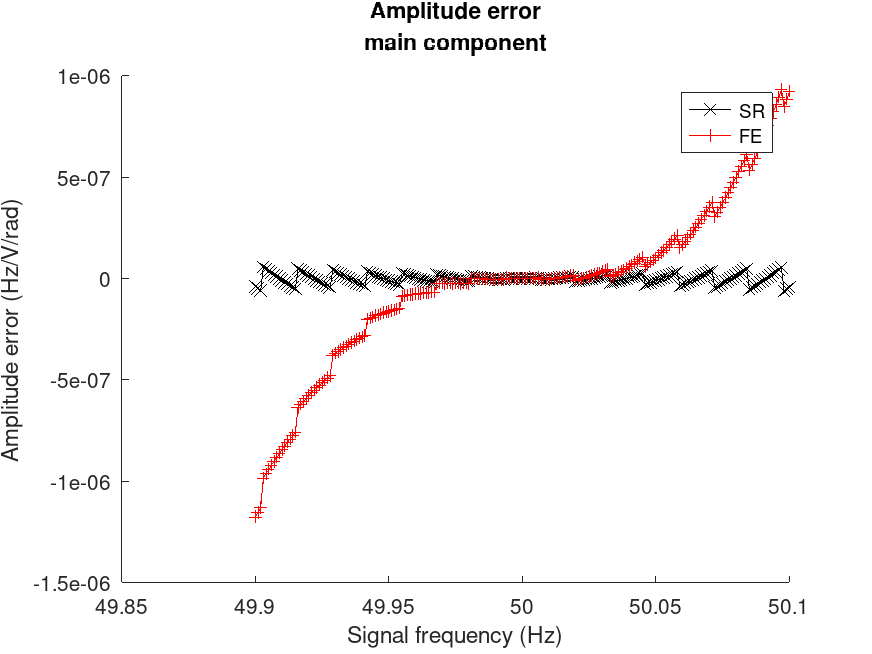 Amplitude error
main component
1e-06
5e-07
0
-5e-07
-1e-06
-1.5e-06
Amplitude error (Hz/V/rad)
SR
FE
49.85
49.9
49.95
50
50.05
50.1
Signal frequency (Hz)